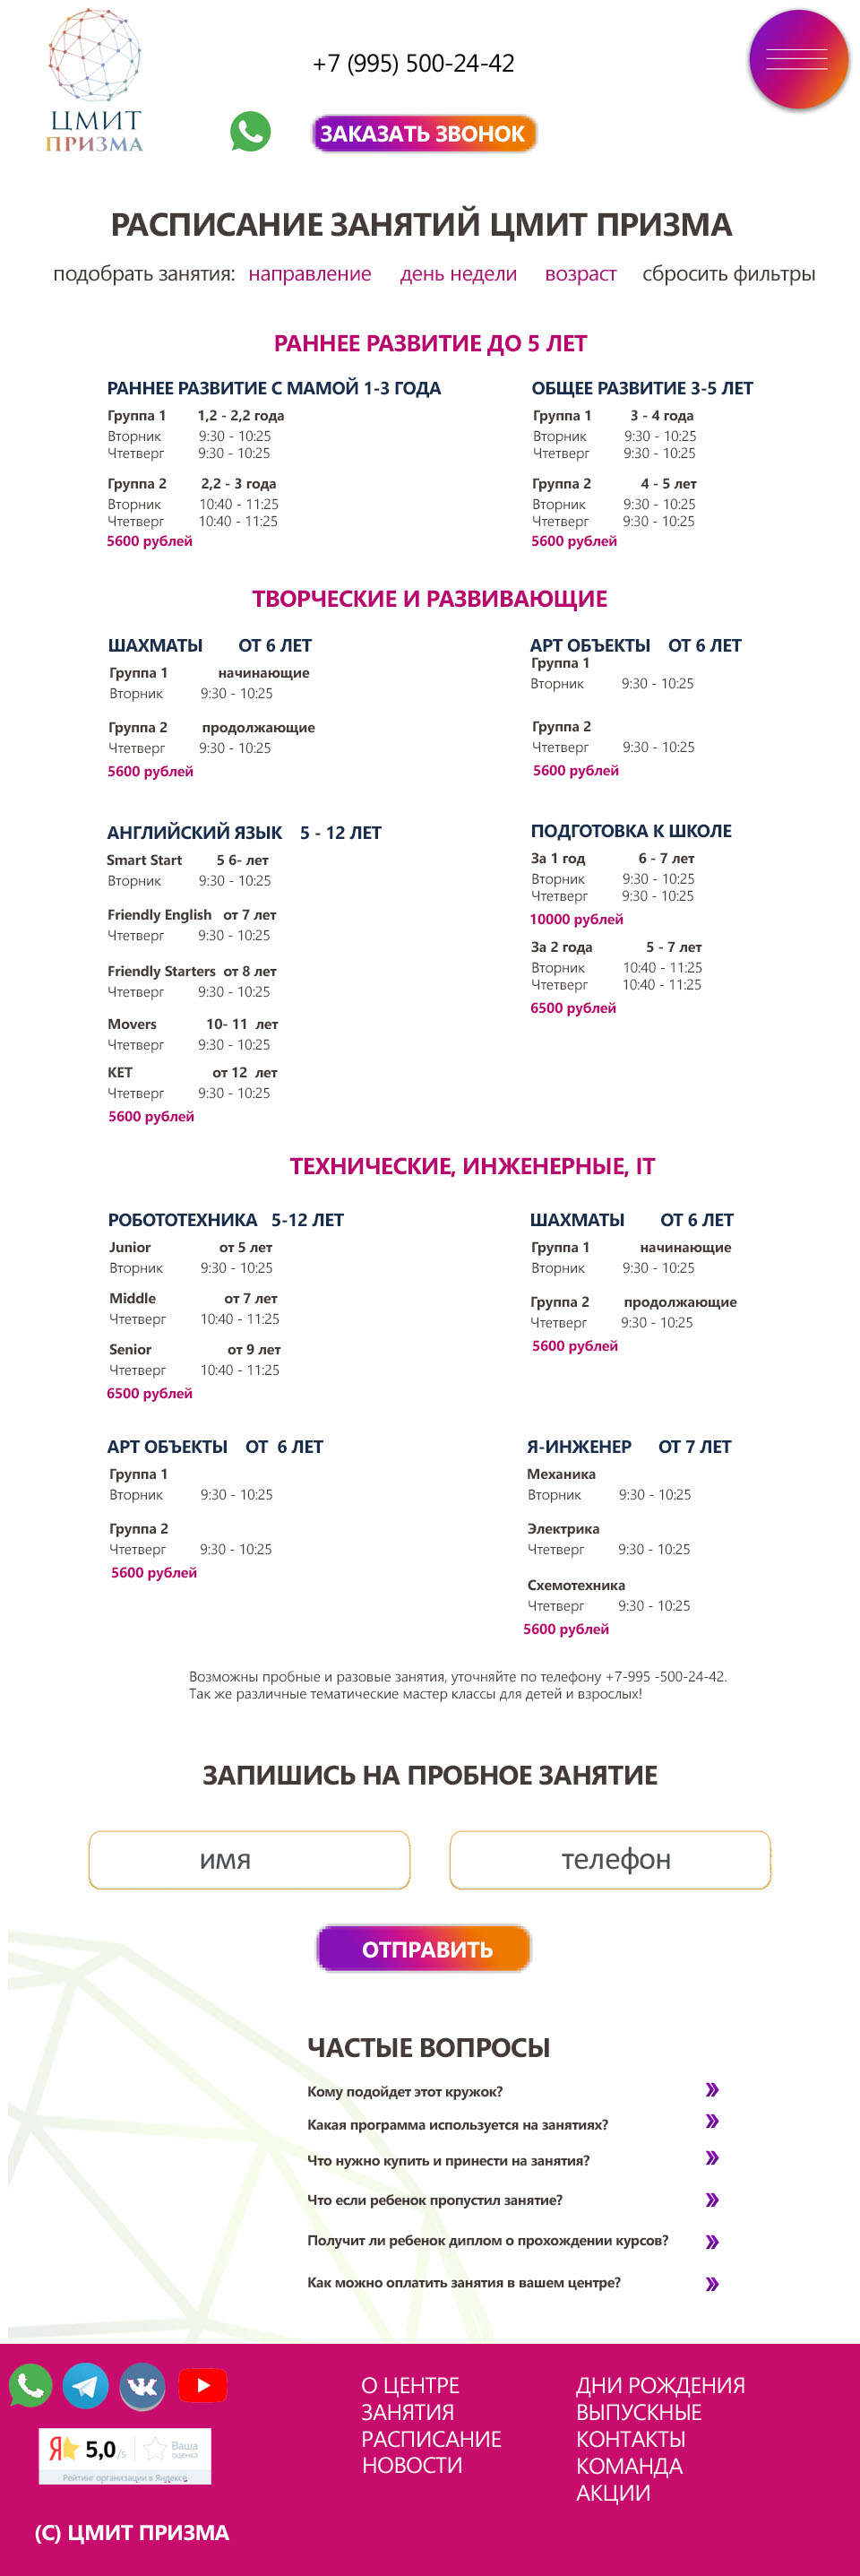 ЦМИТ
ПРИЗМА
+7 (995) 500-24-42
ЗАКАЗАТЬ ЗВОНОК
РАСПИСАНИЕ ЗАНЯТИЙ ЦМИТ ПРИЗМА
подобрать занятия: направление день недели возраст сбросить фильтры
РАННЕЕ РАЗВИТИЕ ДО 5 ЛЕТ
РАННЕЕ РАЗВИТИЕ С МАМОЙ 1-3 ГОДА
Группа 1 1,2 - 2,2 года
Вторник 9:30 - 10:25
Чтетверг 9:30 - 10:25
Группа 2 2,2 - 3 года
Вторник 10:40 - 11:25
Чтетверг 10:40 - 11:25
5600 рублей
ОБЩЕЕ РАЗВИТИЕ 3-5 ЛЕТ
Группа 1 3 - 4 года
Вторник 9:30 - 10:25
Чтетверг 9:30 - 10:25
Группа 2 4 - 5 лет
Вторник 9:30 - 10:25
Чтетверг 9:30 - 10:25
5600 рублей
ТВОРЧЕСКИЕ И РАЗВИВАЮЩИЕ
ШАХМАТЫ ОТ 6 ЛЕТ
Группа 1 начинающие
Вторник 9:30 - 10:25
Группа 2 продолжающие
Чтетверг 9:30 - 10:25
5600 рублей
АРТ ОБЪЕКТЫ ОТ 6 ЛЕТ
Группа 1
Вторник 9:30 - 10:25
Группа 2
Чтетверг 9:30 - 10:25
5600 рублей
АНГЛИЙСКИЙ ЯЗЫК 5 - 12 ЛЕТ
Smart Start 5 6- лет
Вторник 9:30 - 10:25
Friendly English от 7 лет
Чтетверг 9:30 - 10:25
Friendly Starters от 8 лет
Чтетверг 9:30 - 10:25
Movers 10- 11 лет
Чтетверг 9:30 - 10:25
KET от 12 лет
Чтетверг 9:30 - 10:25
5600 рублей
ПОДГОТОВКА К ШКОЛЕ
За 1 год 6 - 7 лет
Вторник 9:30 - 10:25
Чтетверг 9:30 - 10:25
10000 рублей
За 2 года 5 - 7 лет
Вторник 10:40 - 11:25
Чтетверг 10:40 - 11:25
6500 рублей
ТЕХНИЧЕСКИЕ, ИНЖЕНЕРНЫЕ, IT
РОБОТОТЕХНИКА 5-12 ЛЕТ
Junior от 5 лет
Вторник 9:30 - 10:25
Middle от 7 лет
Чтетверг 10:40 - 11:25
Senior от 9 лет
Чтетверг 10:40 - 11:25
6500 рублей
ШАХМАТЫ ОТ 6 ЛЕТ
Группа 1 начинающие
Вторник 9:30 - 10:25
Группа 2 продолжающие
Чтетверг 9:30 - 10:25
5600 рублей
АРТ ОБЪЕКТЫ ОТ 6 ЛЕТ
Группа 1
Вторник 9:30 - 10:25
Группа 2
Чтетверг 9:30 - 10:25
5600 рублей
Я-ИНЖЕНЕР ОТ 7 ЛЕТ
Механика
Вторник 9:30 - 10:25
Электрика
Чтетверг 9:30 - 10:25
Схемотехника
Чтетверг 9:30 - 10:25
5600 рублей
Возможны пробные и разовые занятия, уточняйте по телефону +7-995 -500-24-42.
Так же различные тематические мастер классы для детей и взрослых!
ЗАПИШИСЬ НА ПРОБНОЕ ЗАНЯТИЕ
имя
телефон
ОТПРАВИТЬ
ЧАСТЫЕ ВОПРОСЫ
Кому подойдет этот кружок?
Какая программа используется на занятиях?
Что нужно купить и принести на занятия?
Что если ребенок пропустил занятие?
Получит ли ребенок диплом о прохождении курсов?
Как можно оплатить занятия в вашем центре?
О ЦЕНТРЕ
ЗАНЯТИЯ
РАСПИСАНИЕ
НОВОСТИ
ДНИ РОЖДЕНИЯ
ВЫПУСКНЫЕ
КОНТАКТЫ
КОМАНДА
АКЦИИ
Я 5,0 /5 Ваша оценка
Рейтинг организации в Яндексе
(С) ЦМИТ ПРИЗМА